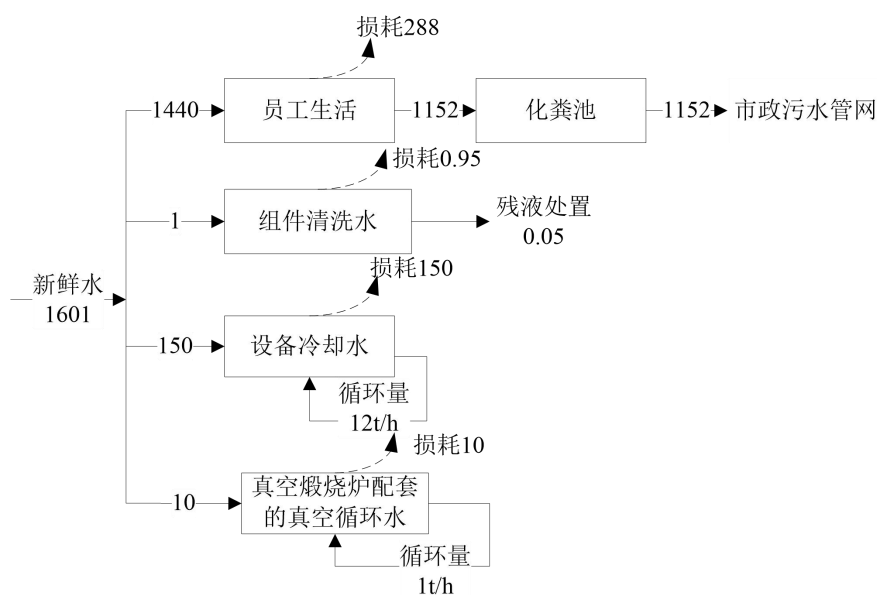 损耗288
1440
员工生活
1152
化粪池
1152
市政污水管网
损耗0.95
1
组件清洗水
残液处置
0.05
新鲜水
1601
损耗150
150
设备冷却水
循环量
12t/h
损耗10
10
真空煅烧炉配套
的真空循环水
循环量
1t/h